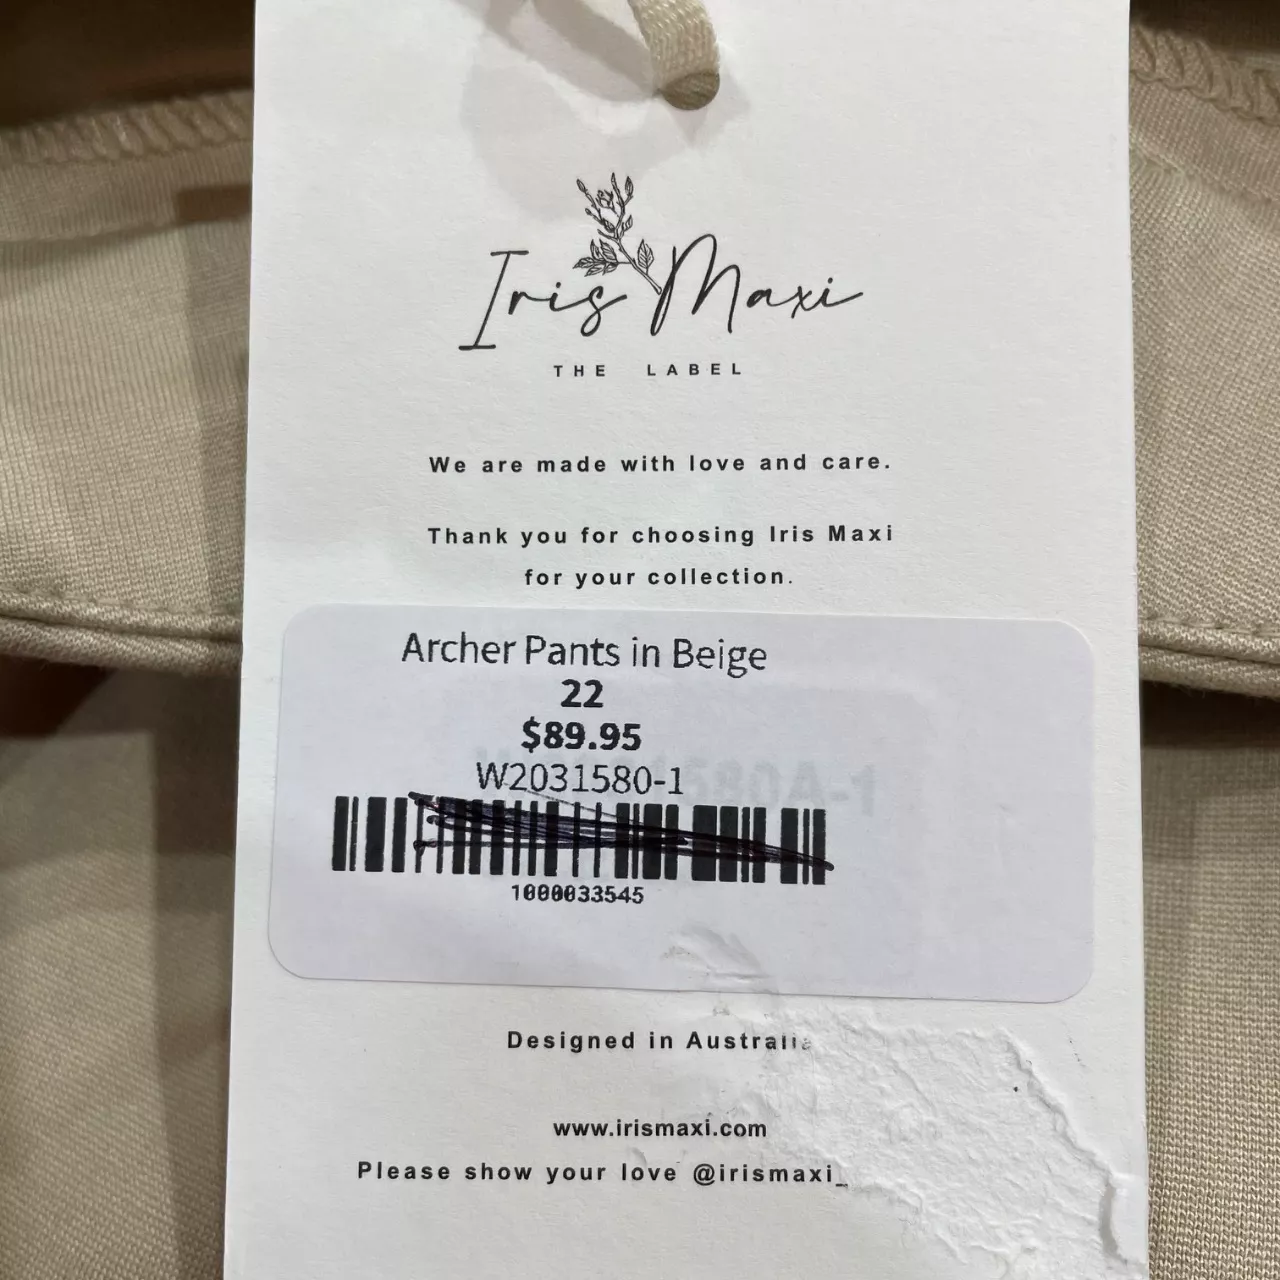 Iris Maxi
THE LABEL
We are made with love and care.
Thank you for choosing Iris Maxi
for your collection.
Archer Pants in Beige
22
$89.95
W2031580-1
580A-1
1000033545
Designed in Australia
www.irismaxi.com
Please show your love @irismaxi_